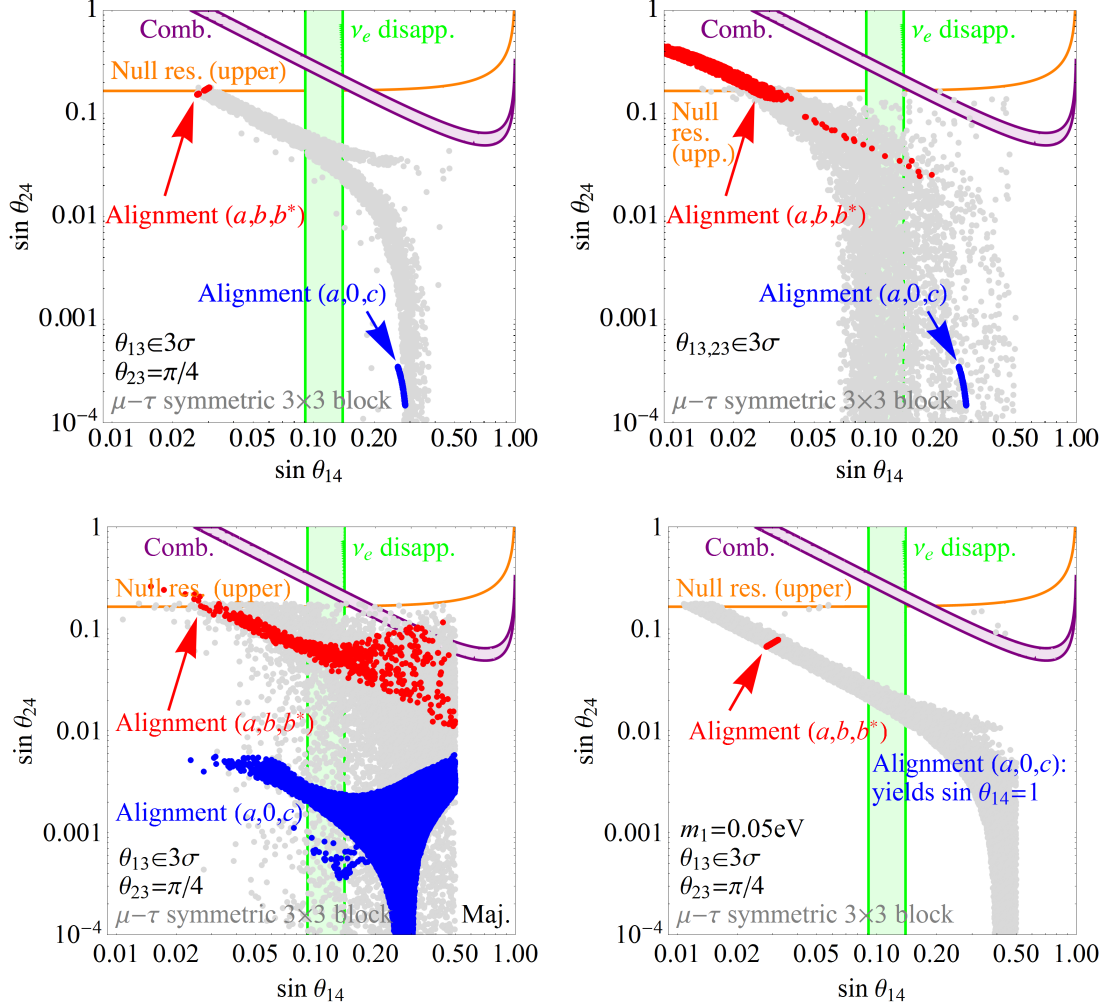 Comb.
ν_e disapp.
Null res. (upper)
Alignment (a,b,b*)
Alignment (a,0,c)
θ13∈3σ
θ23=π/4
μ−τ symmetric 3×3 block
1
0.1
0.01
0.001
10^−4
sin θ24
0.01 0.02 0.05 0.10 0.20 0.50 1.00
sin θ14
Comb.
ν_e disapp.
Null
res.
(upp.)
Alignment (a,b,b*)
Alignment (a,0,c)
θ13,23∈3σ
μ−τ symmetric 3×3 block
1
0.1
0.01
0.001
10^−4
sin θ24
0.01 0.02 0.05 0.10 0.20 0.50 1.00
sin θ14
Comb.
ν_e disapp.
Null res. (upper)
Alignment (a,b,b*)
Alignment (a,0,c)
θ13∈3σ
θ23=π/4
μ−τ symmetric 3×3 block
Maj.
1
0.1
0.01
0.001
10^−4
sin θ24
0.01 0.02 0.05 0.10 0.20 0.50 1.00
sin θ14
Comb.
ν_e disapp.
Null res. (upper)
Alignment (a,b,b*)
Alignment (a,0,c):
yields sin θ14=1
m1=0.05eV
θ13∈3σ
θ23=π/4
μ−τ symmetric 3×3 block
1
0.1
0.01
0.001
10^−4
sin θ24
0.01 0.02 0.05 0.10 0.20 0.50 1.00
sin θ14